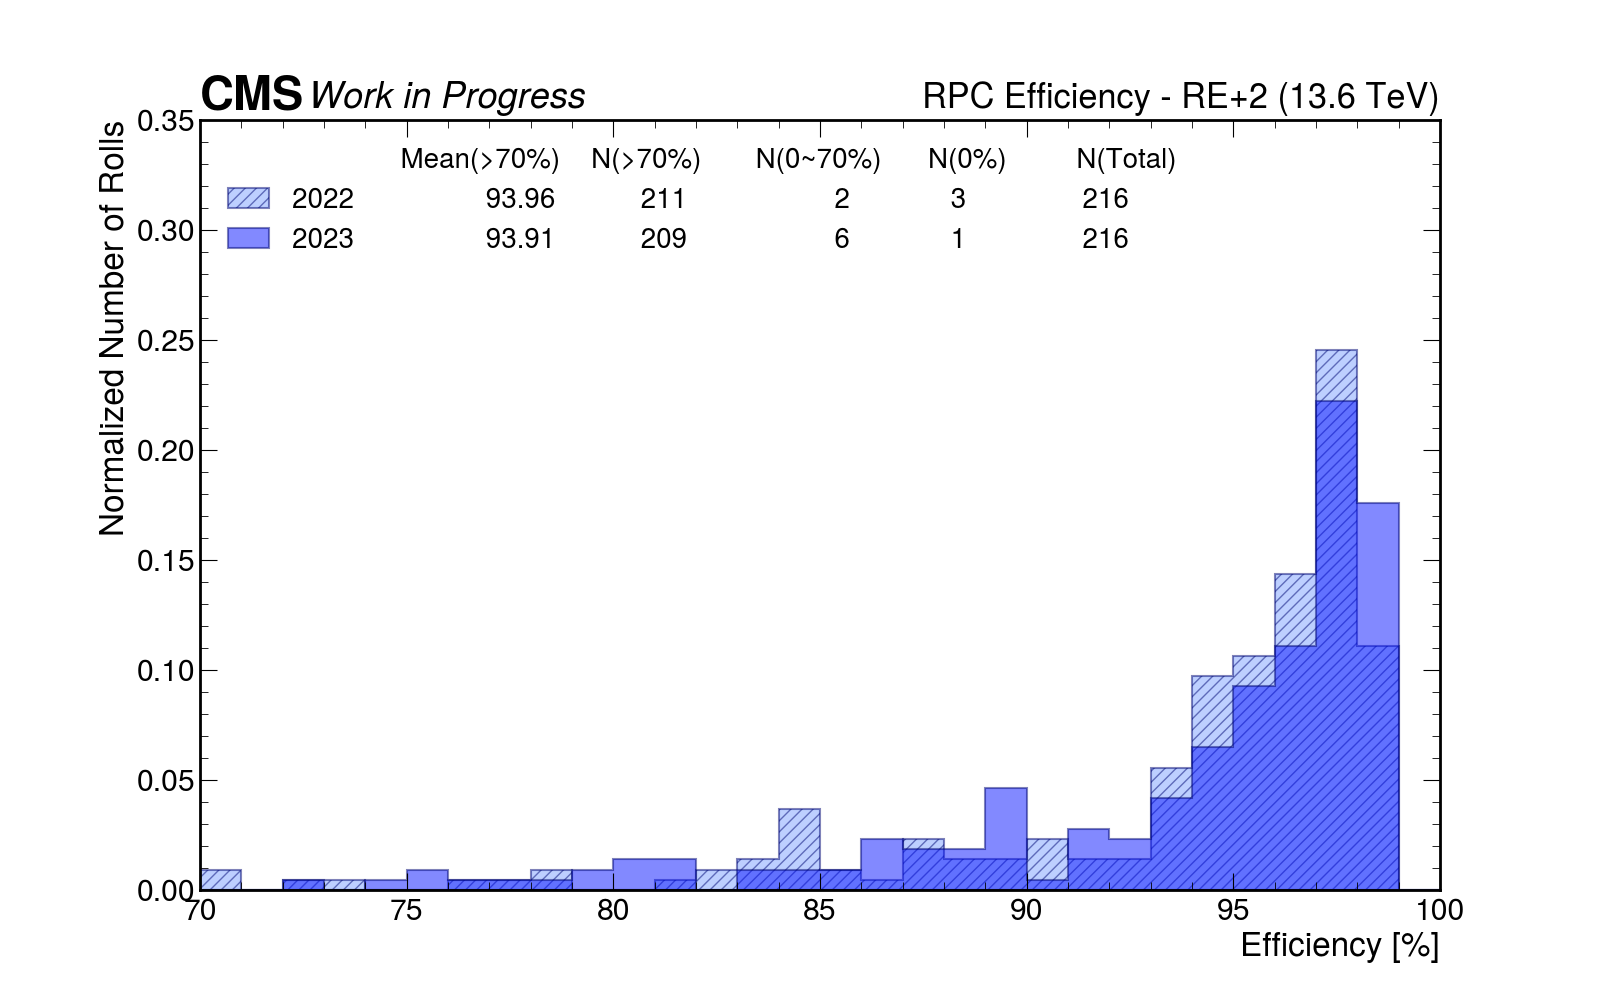 CMS Work in Progress RPC Efficiency - RE+2 (13.6 TeV)
Normalized Number of Rolls
0.35
0.30
0.25
0.20
0.15
0.10
0.05
0.00
Mean(>70%) N(>70%) N(0~70%) N(0%) N(Total)
2022 93.96 211 2 3 216
2023 93.91 209 6 1 216
70 75 80 85 90 95 100
Efficiency [%]